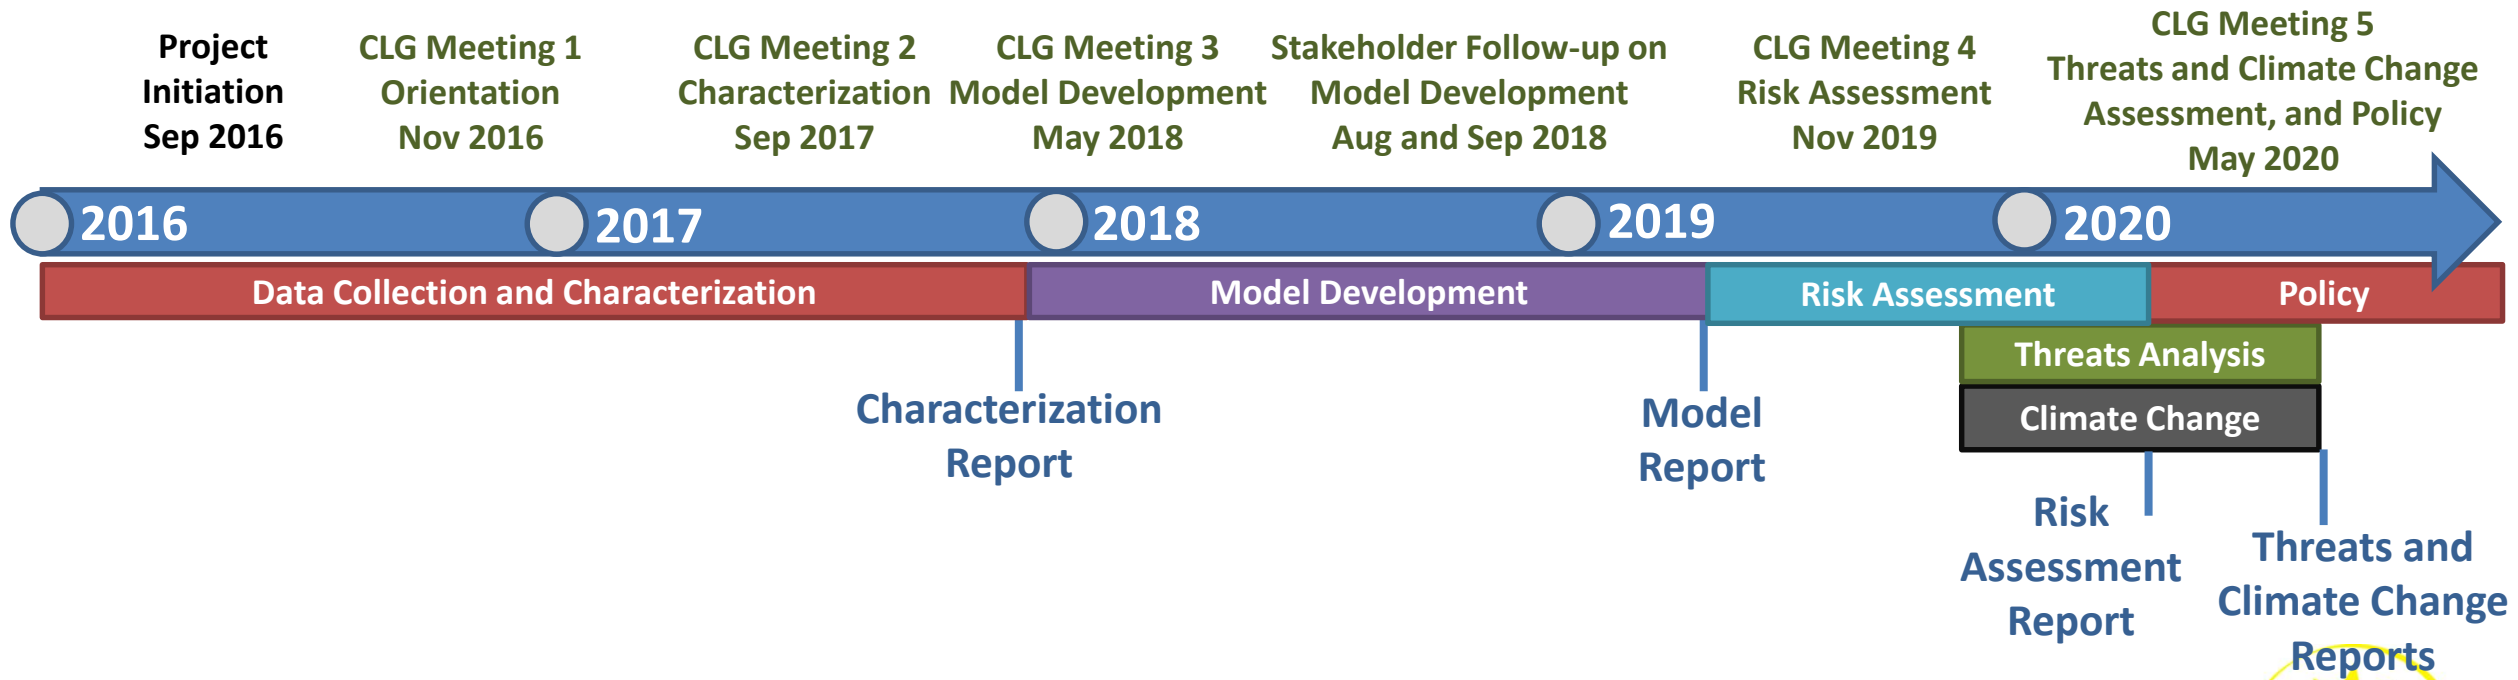 Project
Initiation
Sep 2016
CLG Meeting 1
Orientation
Nov 2016
CLG Meeting 2
Characterization
Sep 2017
CLG Meeting 3
Model Development
May 2018
Stakeholder Follow-up on
Model Development
Aug and Sep 2018
CLG Meeting 4
Risk Assessment
Nov 2019
CLG Meeting 5
Threats and Climate Change
Assessment, and Policy
May 2020
2016
2017
2018
2019
2020
Data Collection and Characterization
Model Development
Risk Assessment
Policy
Threats Analysis
Climate Change
Characterization
Report
Model
Report
Risk
Assessment
Report
Threats and
Climate Change
Reports